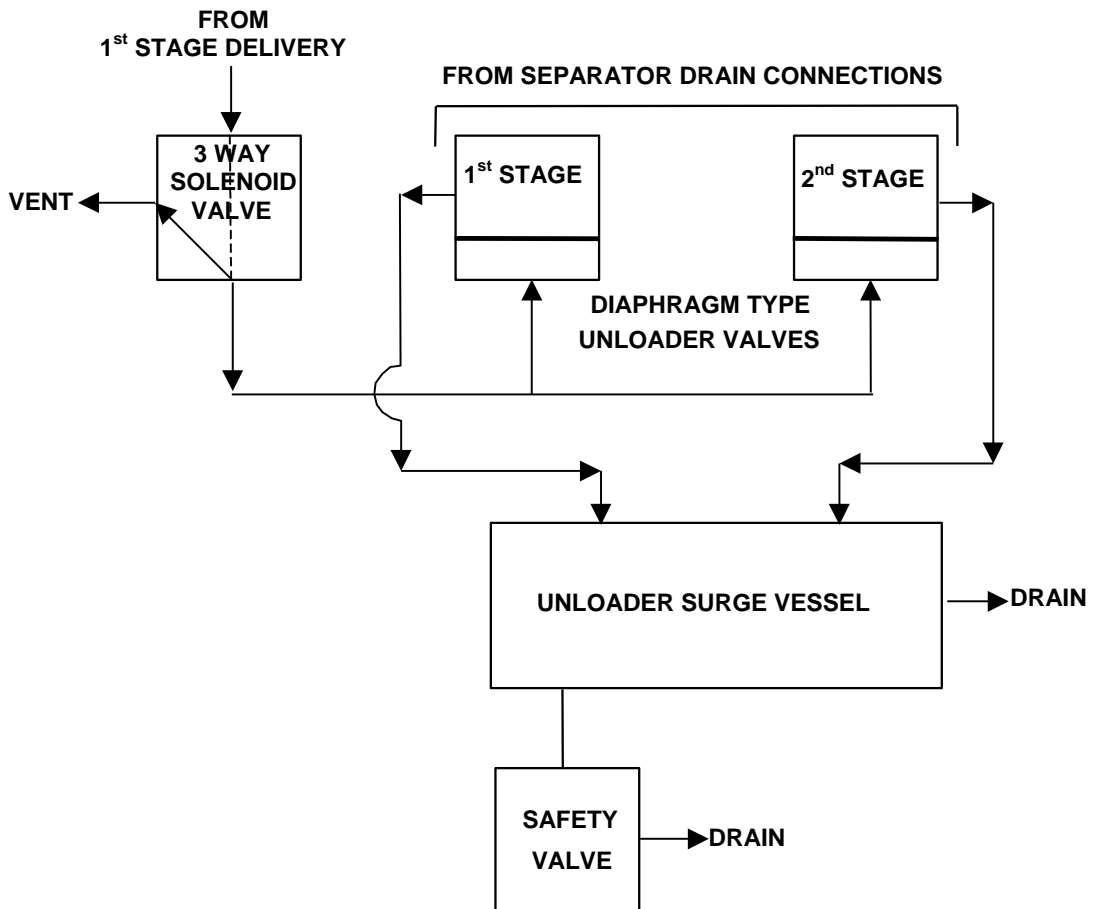 FROM
1st STAGE DELIVERY
FROM SEPARATOR DRAIN CONNECTIONS
3 WAY
SOLENOID
VALVE
VENT
1st STAGE
2nd STAGE
DIAPHRAGM TYPE
UNLOADER VALVES
UNLOADER SURGE VESSEL
DRAIN
SAFETY
VALVE
DRAIN